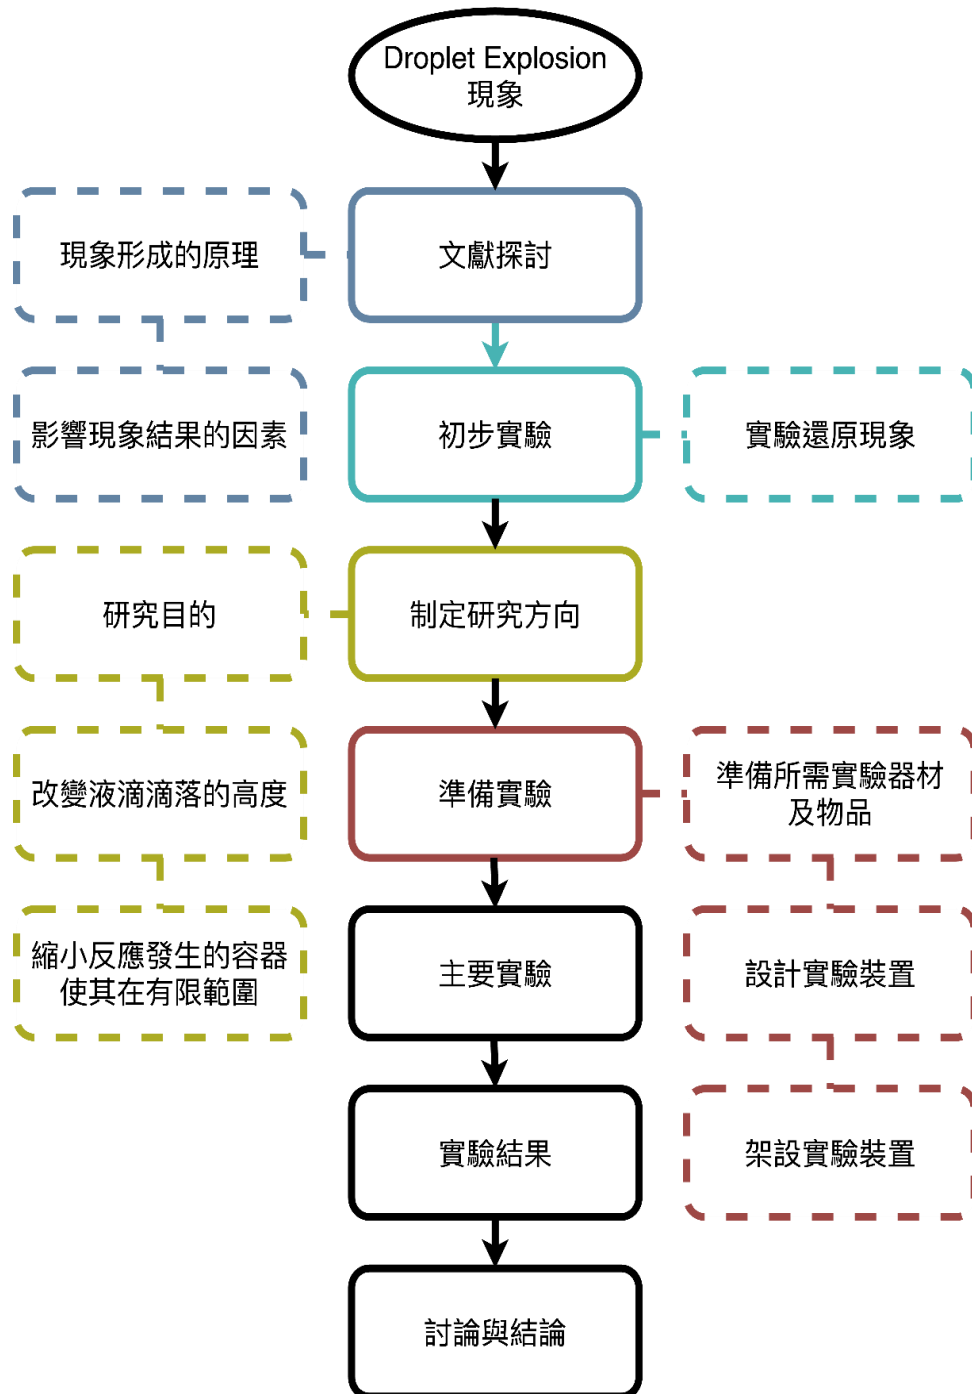 Droplet Explosion
現象
現象形成的原理
文獻探討
影響現象結果的因素
初步實驗
實驗還原現象
研究目的
制定研究方向
改變液滴滴落的高度
準備實驗
準備所需實驗器材
及物品
縮小反應發生的容器
使其在有限範圍
主要實驗
設計實驗裝置
實驗結果
架設實驗裝置
討論與結論